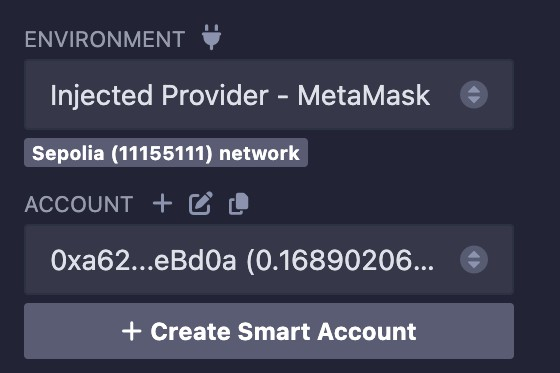 ENVIRONMENT
Injected Provider - MetaMask
Sepolia (11155111) network
ACCOUNT
0xa62...eBd0a (0.16890206...
+ Create Smart Account